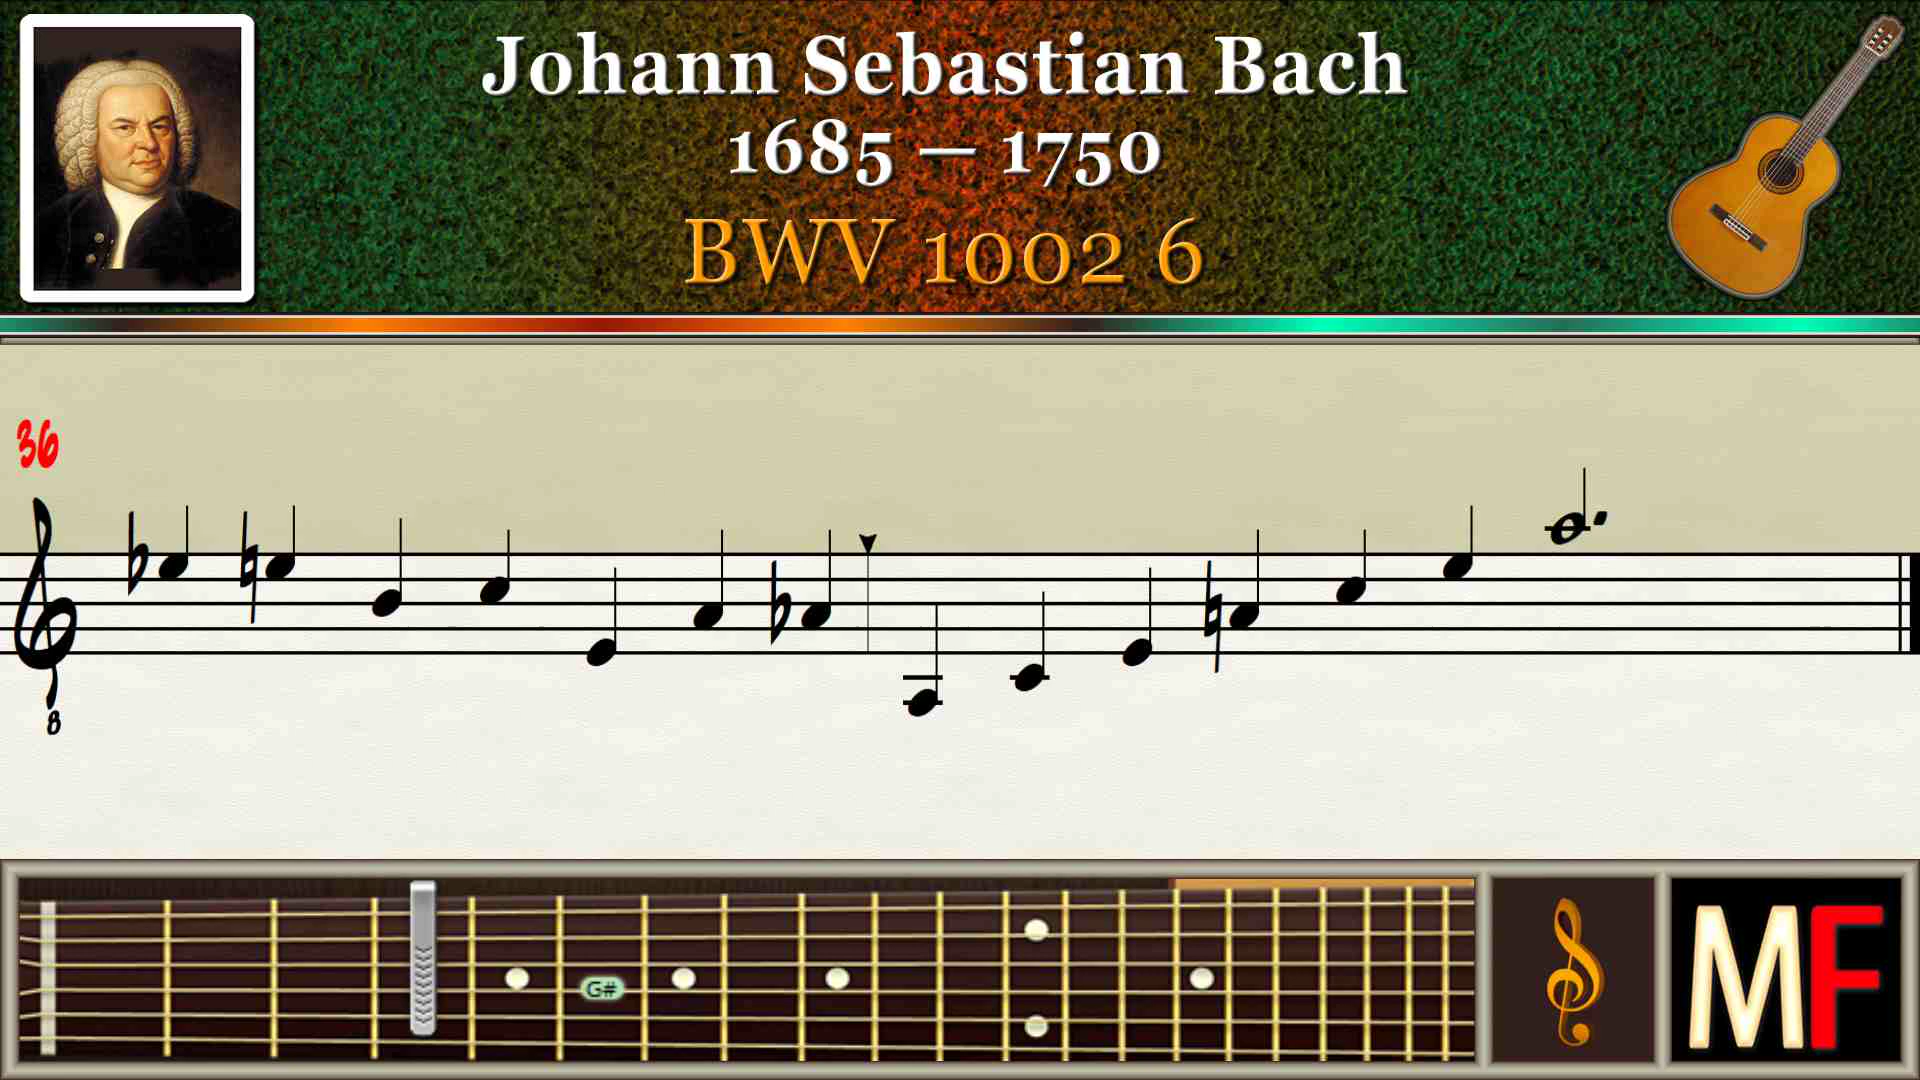 Johann Sebastian Bach
1685 — 1750
BWV 1002 6
36
8
G#
MF